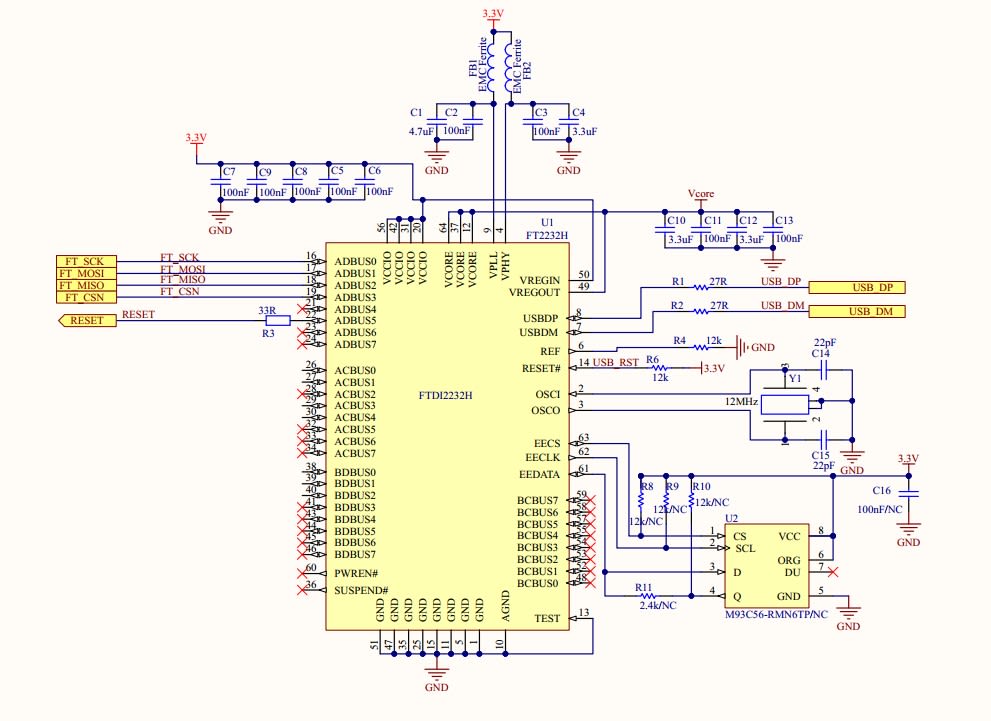 3.3V
FB1
EMC Ferrite
EMC Ferrite
FB2
C1
C2
C3
C4
4.7uF
100nF
100nF
3.3uF
GND
GND
3.3V
C7
C9
C8
C5
C6
100nF
100nF
100nF
100nF
100nF
GND
Vcore
C10
C11
C12
C13
3.3uF
100nF
3.3uF
100nF
GND
U1
FT2232H
56
42
31
20
64
37
12
9
4
VCCIO
VCCIO
VCCIO
VCCIO
VCORE
VCORE
VCORE
VPLL
VPHY
FT_SCK
FT_SCK
16
ADBUS0
FT_MOSI
FT_MOSI
17
ADBUS1
FT_MISO
FT_MISO
18
ADBUS2
FT_CSN
FT_CSN
19
ADBUS3
21
ADBUS4
RESET
RESET
33R
R3
22
ADBUS5
23
ADBUS6
24
ADBUS7
26
ACBUS0
27
ACBUS1
28
ACBUS2
29
ACBUS3
30
ACBUS4
32
ACBUS5
33
ACBUS6
34
ACBUS7
38
BDBUS0
39
BDBUS1
40
BDBUS2
41
BDBUS3
43
BDBUS4
44
BDBUS5
45
BDBUS6
46
BDBUS7
60
PWREN#
36
SUSPEND#
FTDI2232H
VREGIN
50
VREGOUT
49
USBDP
8
R1
27R
USB_DP
USB_DP
USBDM
7
R2
27R
USB_DM
USB_DM
REF
6
R4
12k
GND
RESET#
14
USB_RST
R6
12k
3.3V
OSCI
2
OSCO
3
22pF
C14
3
Y1
4
12MHz
2
1
C15
22pF
GND
EECS
63
EECLK
62
EEDATA
61
BCBUS7
59
BCBUS6
58
BCBUS5
57
BCBUS4
55
BCBUS3
54
BCBUS2
53
BCBUS1
52
BCBUS0
48
TEST
13
R8
R9
R10
12k/NC
12k/NC
12k/NC
3.3V
C16
100nF/NC
GND
U2
1
CS
VCC
8
2
SCL
ORG
6
3
D
DU
7
R11
2.4k/NC
4
Q
GND
5
M93C56-RMN6TP/NC
GND
GND
GND
GND
GND
GND
GND
GND
GND
AGND
51
47
35
25
15
11
5
1
10
GND